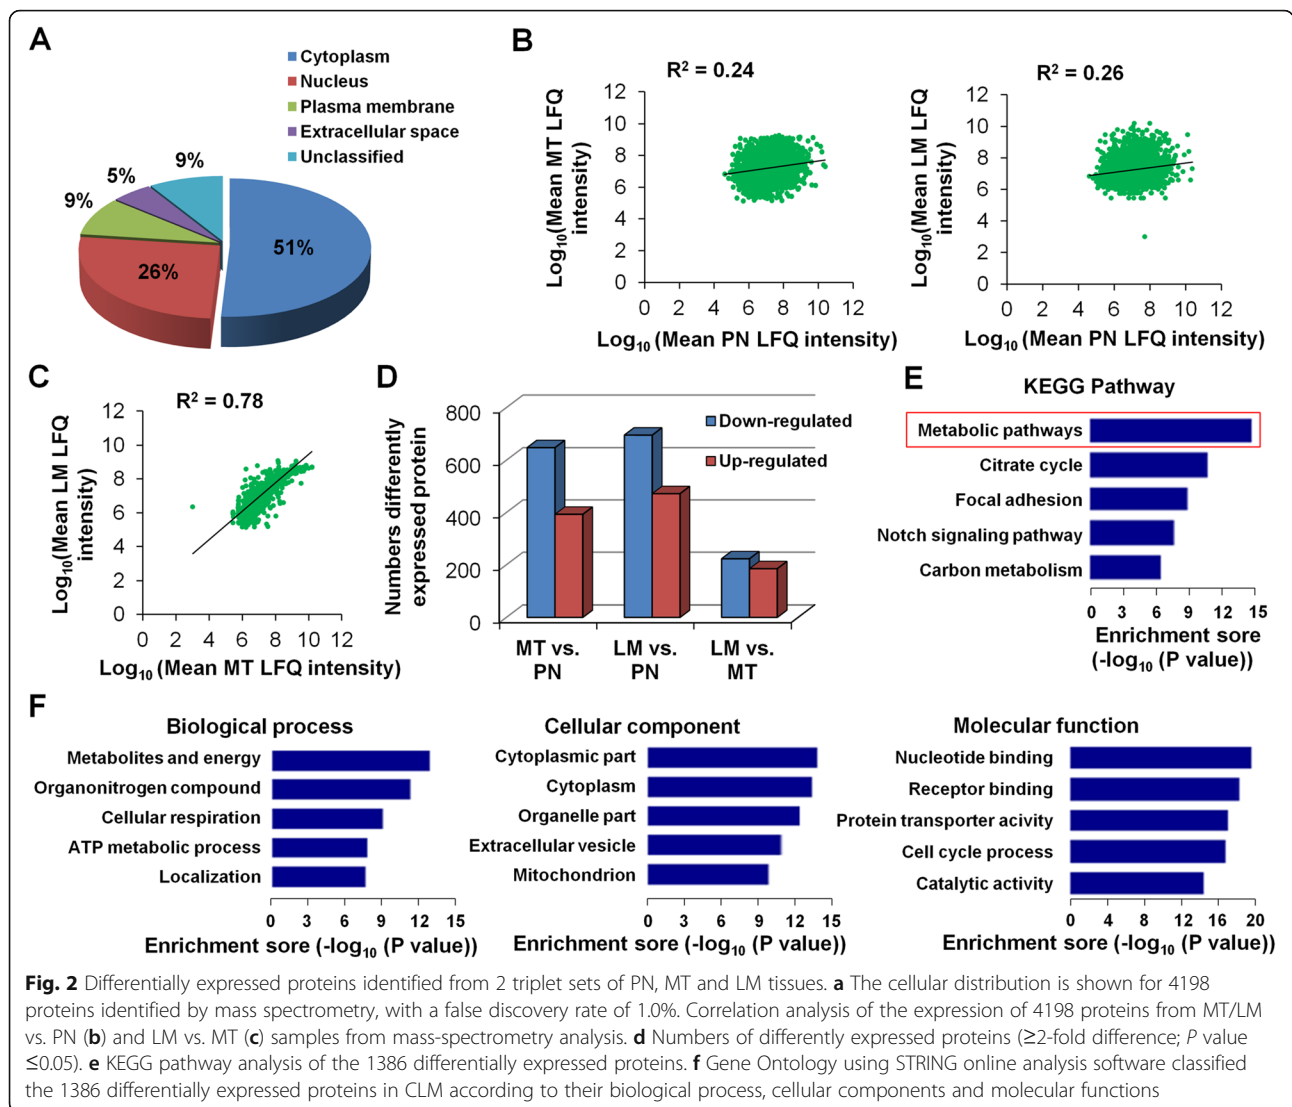 A
Cytoplasm
Nucleus
Plasma membrane
Extracellular space
Unclassified
9%
5%
9%
26%
51%
B
R² = 0.24
Log₁₀(Mean MT LFQ
intensity)
12
10
8
6
4
2
0
0 2 4 6 8 10 12
Log₁₀ (Mean PN LFQ intensity)
R² = 0.26
Log₁₀(Mean LM LFQ
intensity)
12
10
8
6
4
2
0
0 2 4 6 8 10 12
Log₁₀ (Mean PN LFQ intensity)
C
R² = 0.78
Log₁₀(Mean LM LFQ
intensity)
12
10
8
6
4
2
0
0 2 4 6 8 10 12
Log₁₀ (Mean MT LFQ intensity)
D
Numbers differently
expressed protein
800
600
400
200
0
Down-regulated
Up-regulated
MT vs. LM vs. LM vs.
PN PN MT
E
KEGG Pathway
Metabolic pathways
Citrate cycle
Focal adhesion
Notch signaling pathway
Carbon metabolism
0 3 6 9 12 15
Enrichment sore
(-log₁₀ (P value))
F
Biological process
Metabolites and energy
Organonitrogen compound
Cellular respiration
ATP metabolic process
Localization
0 3 6 9 12 15
Enrichment sore (-log₁₀ (P value))
Cellular component
Cytoplasmic part
Cytoplasm
Organelle part
Extracellular vesicle
Mitochondrion
0 3 6 9 12 15
Enrichment sore (-log₁₀ (P value))
Molecular function
Nucleotide binding
Receptor binding
Protein transporter acivity
Cell cycle process
Catalytic activity
0 4 8 12 16 20
Enrichment sore (-log₁₀ (P value))
Fig. 2 Differentially expressed proteins identified from 2 triplet sets of PN, MT and LM tissues. a The cellular distribution is shown for 4198
proteins identified by mass spectrometry, with a false discovery rate of 1.0%. Correlation analysis of the expression of 4198 proteins from MT/LM
vs. PN (b) and LM vs. MT (c) samples from mass-spectrometry analysis. d Numbers of differently expressed proteins (≥2-fold difference; P value
≤0.05). e KEGG pathway analysis of the 1386 differentially expressed proteins. f Gene Ontology using STRING online analysis software classified
the 1386 differentially expressed proteins in CLM according to their biological process, cellular components and molecular functions